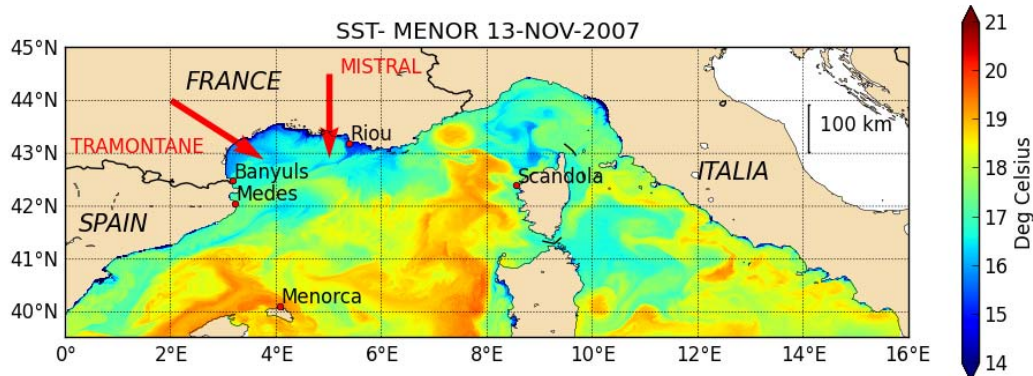 SST- MENOR 13-NOV-2007
45°N
44°N
43°N
42°N
41°N
40°N
0°
2°E
4°E
6°E
8°E
10°E
12°E
14°E
16°E
FRANCE
MISTRAL
TRAMONTANE
Riou
Banyuls
Medes
SPAIN
Scandola
ITALIA
Menorca
100 km
21
20
19
18
17
16
15
14
Deg Celsius